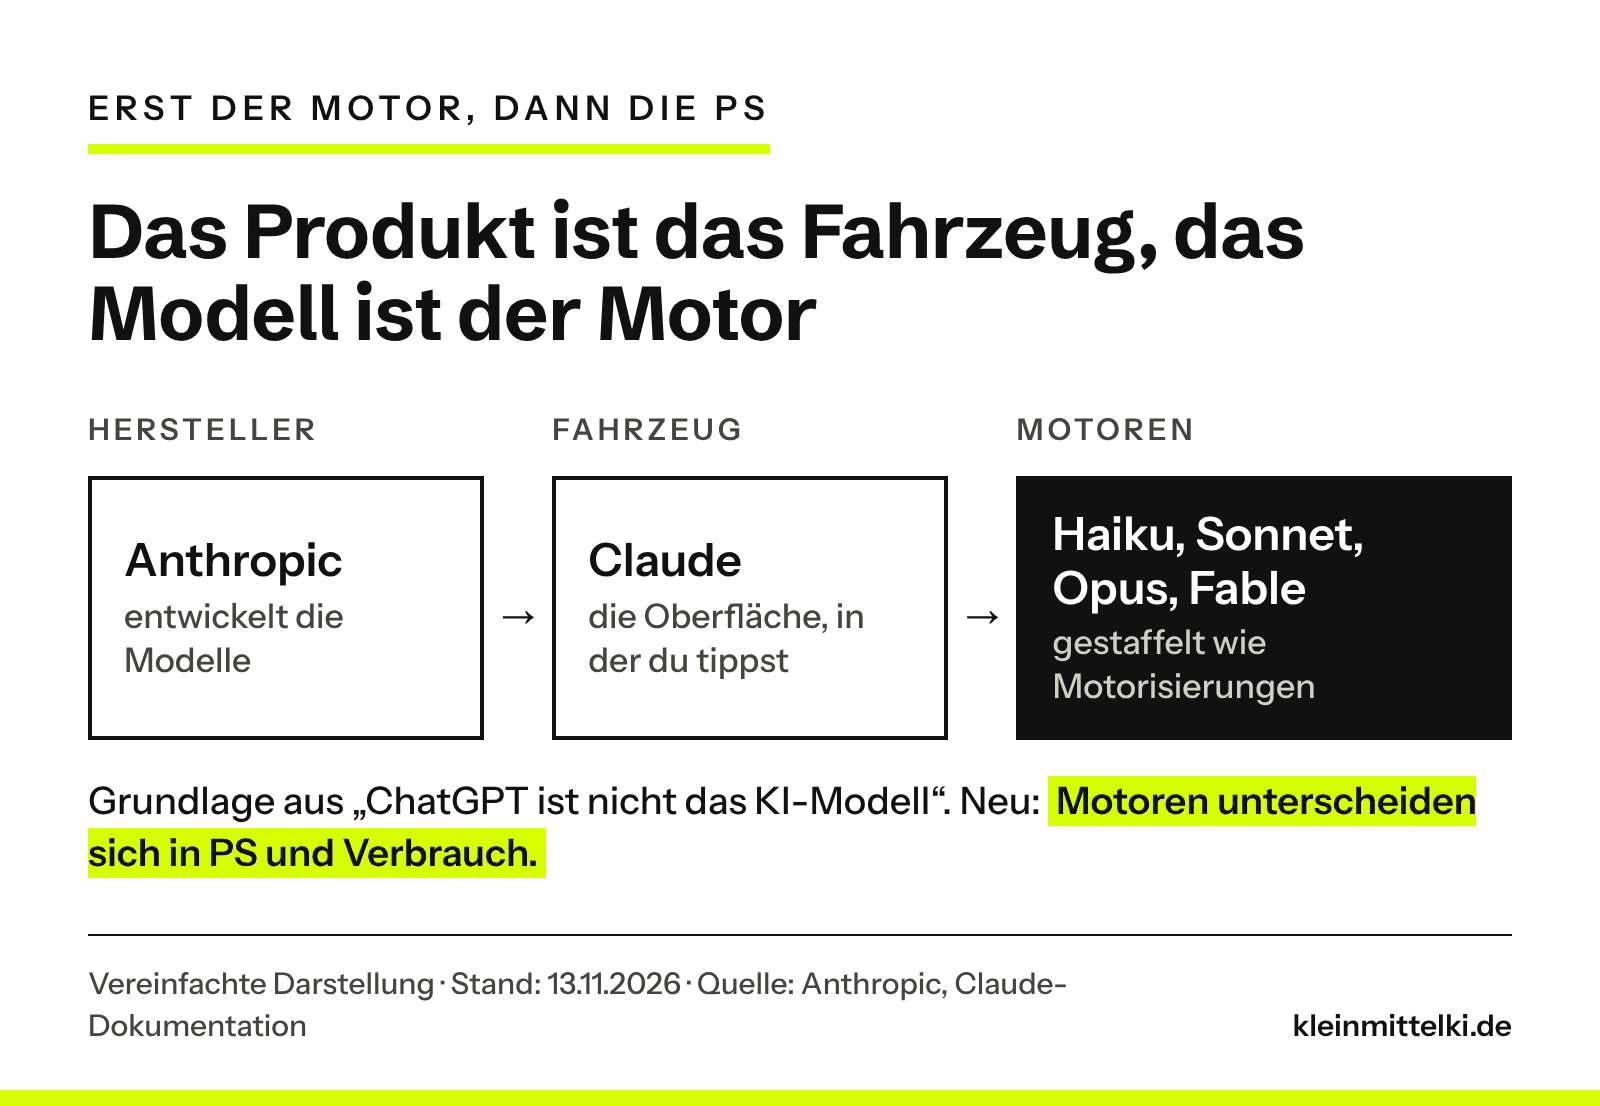 ERST DER MOTOR, DANN DIE PS
Das Produkt ist das Fahrzeug, das
Modell ist der Motor
HERSTELLER
Anthropic
entwickelt die
Modelle
→
FAHRZEUG
Claude
die Oberfläche, in
der du tippst
→
MOTOREN
Haiku, Sonnet,
Opus, Fable
gestaffelt wie
Motorisierungen
Grundlage aus „ChatGPT ist nicht das KI-Modell“. Neu: Motoren unterscheiden
sich in PS und Verbrauch.
Vereinfachte Darstellung · Stand: 13.11.2026 · Quelle: Anthropic, Claude-
Dokumentation
kleinmittelki.de